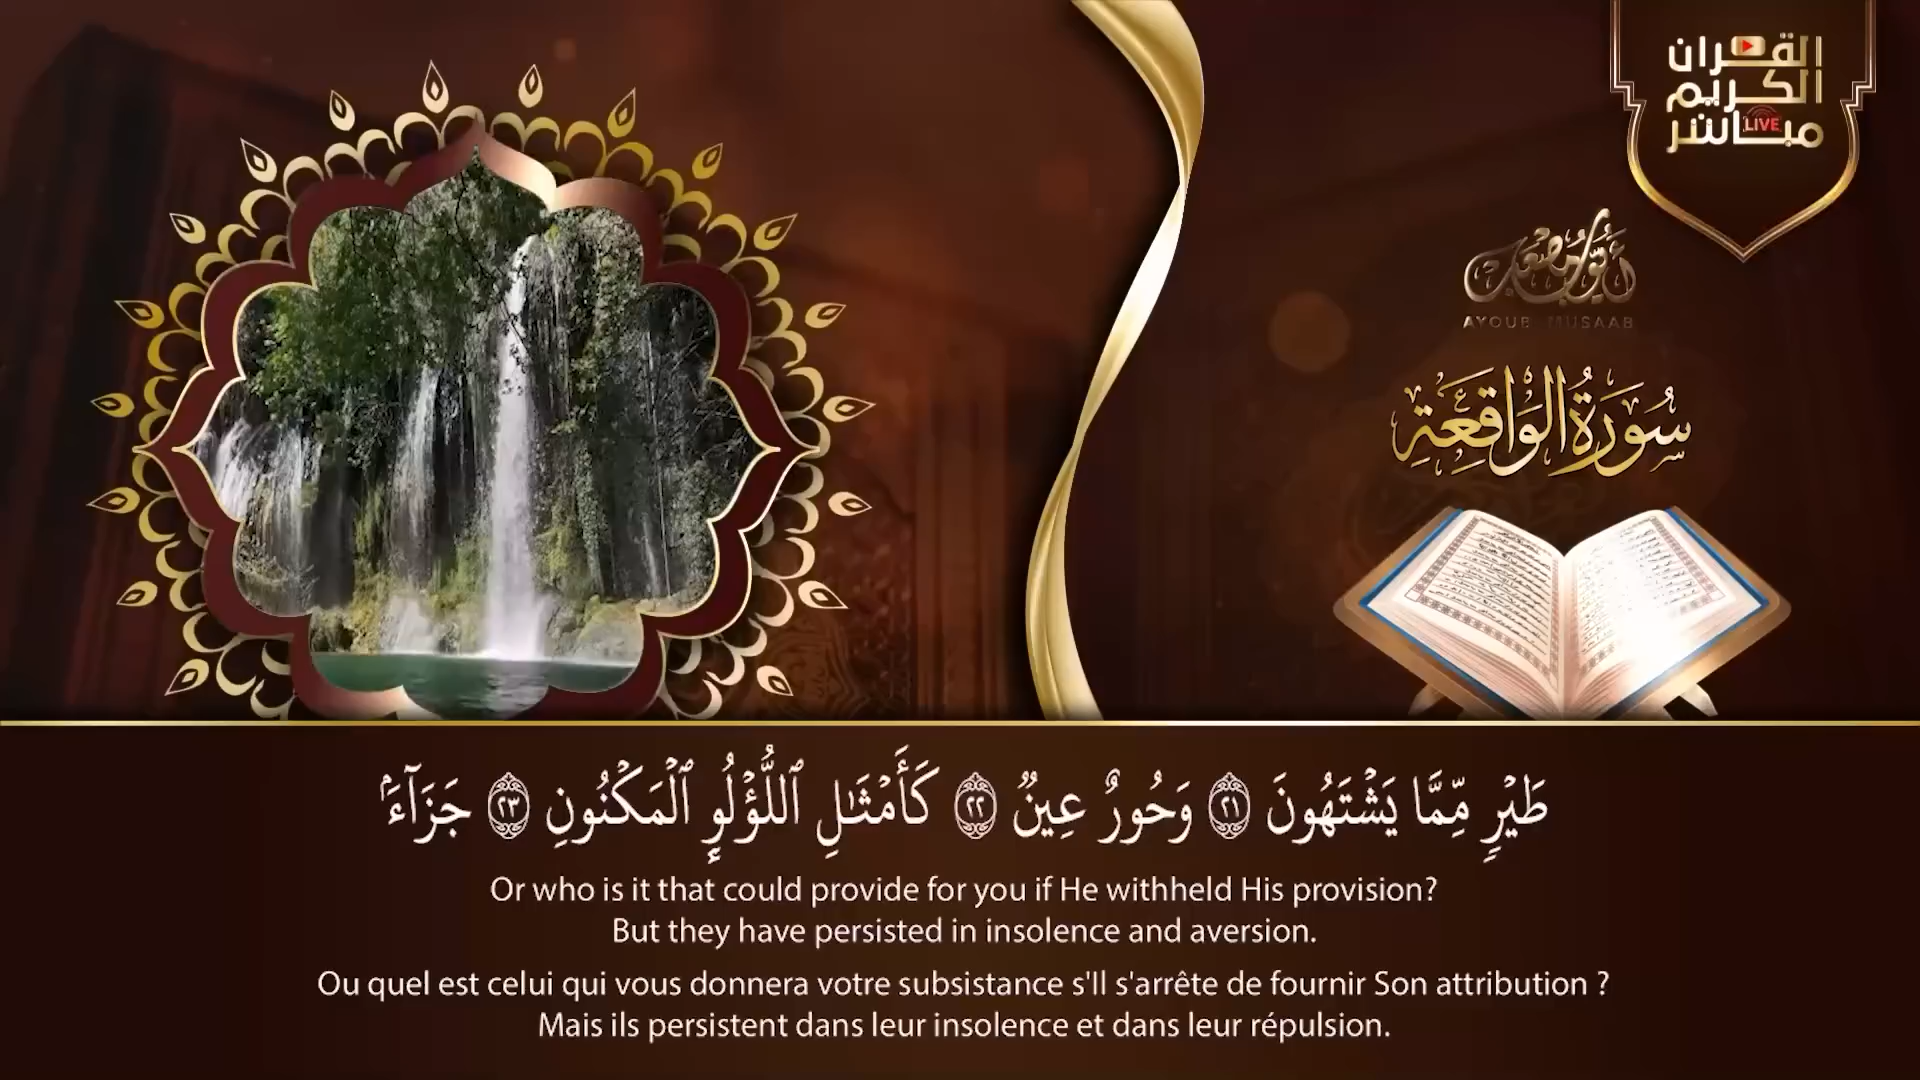 القرآن
الكريم
مباشر
LIVE
أيوب مصعب
AYOUB MUSAAB
سُورَةُ الوَاقِعَةِ
طَيْرٍ مِّمَّا يَشْتَهُونَ ٢١ وَحُورٌ عِينٌ ٢٢ كَأَمْثَـٰلِ ٱللُّؤْلُوِٕ ٱلْمَكْنُونِ ٢٣ جَزَآءًۢ
Or who is it that could provide for you if He withheld His provision?
But they have persisted in insolence and aversion.
Ou quel est celui qui vous donnera votre subsistance s'Il s'arrête de fournir Son attribution ?
Mais ils persistent dans leur insolence et dans leur répulsion.